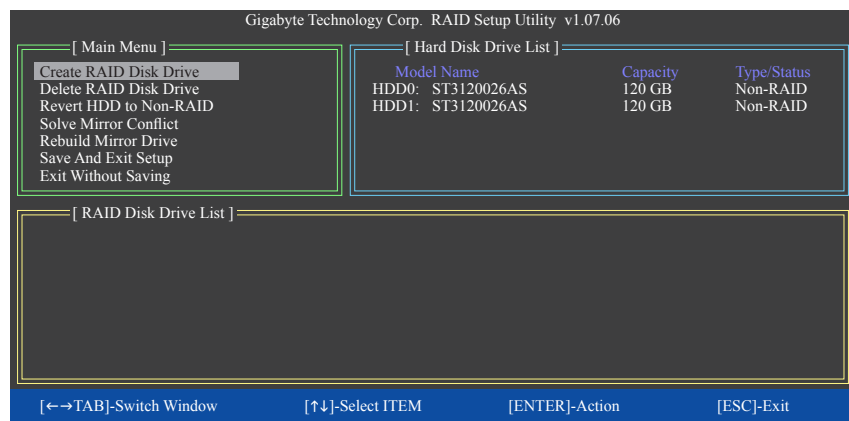 Gigabyte Technology Corp. RAID Setup Utility v1.07.06
[ Main Menu ]
Create RAID Disk Drive
Delete RAID Disk Drive
Revert HDD to Non-RAID
Solve Mirror Conflict
Rebuild Mirror Drive
Save And Exit Setup
Exit Without Saving
[ Hard Disk Drive List ]
Model Name Capacity Type/Status
HDD0: ST3120026AS 120 GB Non-RAID
HDD1: ST3120026AS 120 GB Non-RAID
[ RAID Disk Drive List ]
[←→TAB]-Switch Window [↑↓]-Select ITEM [ENTER]-Action [ESC]-Exit